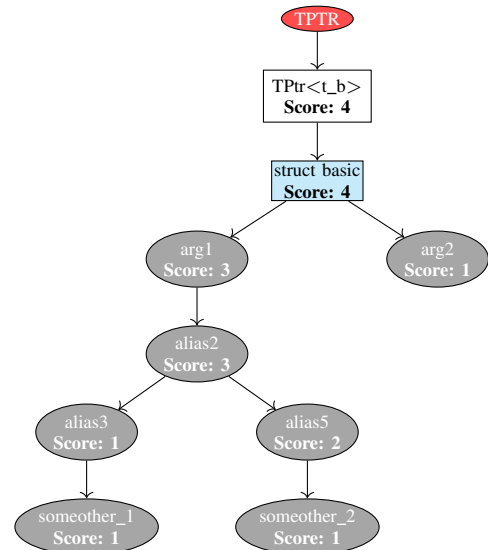 TPTR
TPtr<t_b>
Score: 4
struct basic
Score: 4
arg1
Score: 3
arg2
Score: 1
alias2
Score: 3
alias3
Score: 1
alias5
Score: 2
someother_1
Score: 1
someother_2
Score: 1